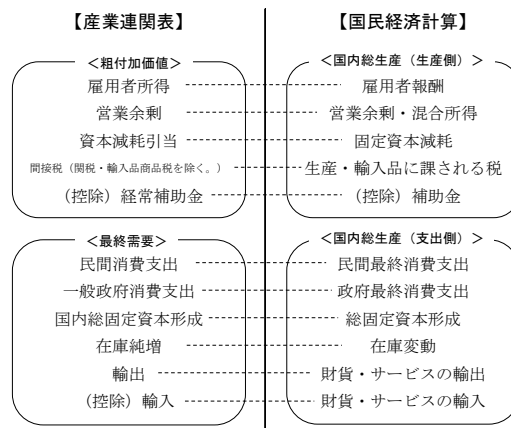 【産業連関表】
【国民経済計算】
＜粗付加価値＞
＜国内総生産（生産側）＞
雇用者所得
雇用者報酬
営業余剰
営業余剰・混合所得
資本減耗引当
固定資本減耗
間接税（関税・輸入品商品税を除く。）
生産・輸入品に課される税
（控除）経常補助金
（控除）補助金
＜最終需要＞
＜国内総生産（支出側）＞
民間消費支出
民間最終消費支出
一般政府消費支出
政府最終消費支出
国内総固定資本形成
総固定資本形成
在庫純増
在庫変動
輸出
財貨・サービスの輸出
（控除）輸入
財貨・サービスの輸入